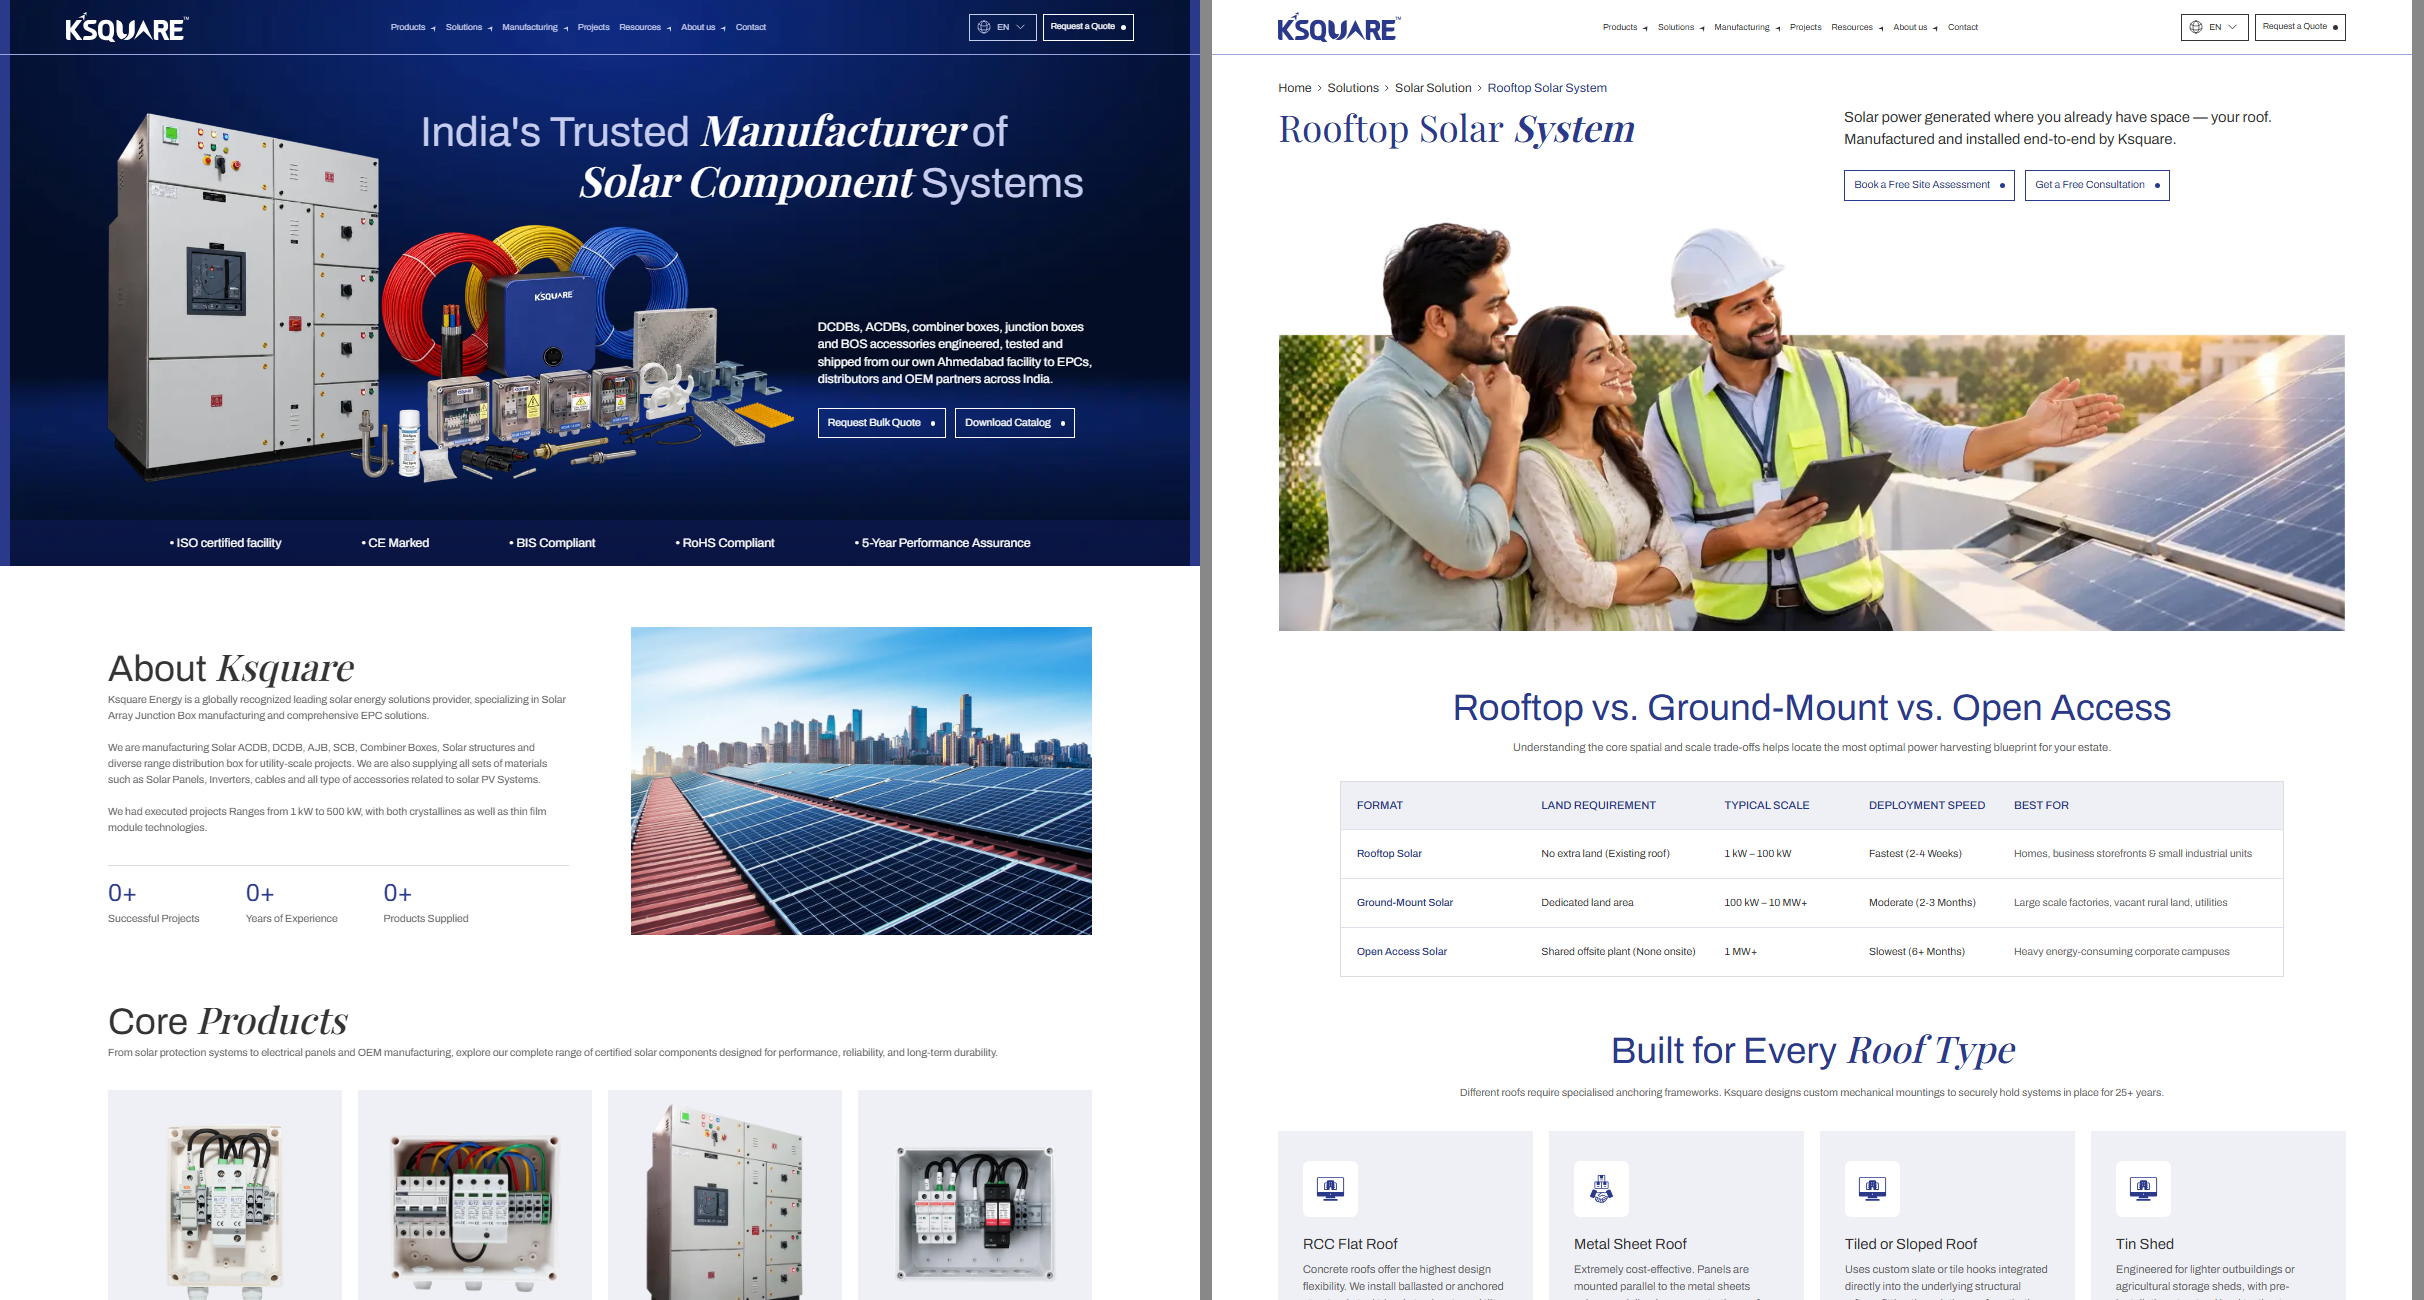 KSQUARE™
Products
Solutions
Manufacturing
Projects
Resources
About us
Contact
EN
Request a Quote
India's Trusted Manufacturer of
Solar Component Systems
KSQUARE
DCDBs, ACDBs, combiner boxes, junction boxes
and BOS accessories engineered, tested and
shipped from our own Ahmedabad facility to EPCs,
distributors and OEM partners across India.
Request Bulk Quote
Download Catalog
• ISO certified facility
• CE Marked
• BIS Compliant
• RoHS Compliant
• 5-Year Performance Assurance
About Ksquare
Ksquare Energy is a globally recognized leading solar energy solutions provider, specializing in Solar
Array Junction Box manufacturing and comprehensive EPC solutions.
We are manufacturing Solar ACDB, DCDB, AJB, SCB, Combiner Boxes, Solar structures and
diverse range distribution box for utility-scale projects. We are also supplying all sets of materials
such as Solar Panels, Inverters, cables and all type of accessories related to solar PV Systems.
We had executed projects Ranges from 1 kW to 500 kW, with both crystallines as well as thin film
module technologies.
0+
Successful Projects
0+
Years of Experience
0+
Products Supplied
Core Products
From solar protection systems to electrical panels and OEM manufacturing, explore our complete range of certified solar components designed for performance, reliability, and long-term durability.
KSQUARE™
Products
Solutions
Manufacturing
Projects
Resources
About us
Contact
EN
Request a Quote
Home > Solutions > Solar Solution > Rooftop Solar System
Rooftop Solar System
Solar power generated where you already have space — your roof.
Manufactured and installed end-to-end by Ksquare.
Book a Free Site Assessment
Get a Free Consultation
Rooftop vs. Ground-Mount vs. Open Access
Understanding the core spatial and scale trade-offs helps locate the most optimal power harvesting blueprint for your estate.
FORMAT LAND REQUIREMENT TYPICAL SCALE DEPLOYMENT SPEED BEST FOR
Rooftop Solar No extra land (Existing roof) 1 kW – 100 kW Fastest (2-4 Weeks) Homes, business storefronts & small industrial units
Ground-Mount Solar Dedicated land area 100 kW – 10 MW+ Moderate (2-3 Months) Large scale factories, vacant rural land, utilities
Open Access Solar Shared offsite plant (None onsite) 1 MW+ Slowest (6+ Months) Heavy energy-consuming corporate campuses
Built for Every Roof Type
Different roofs require specialised anchoring frameworks. Ksquare designs custom mechanical mountings to securely hold systems in place for 25+ years.
RCC Flat Roof
Concrete roofs offer the highest design
flexibility. We install ballasted or anchored
Metal Sheet Roof
Extremely cost-effective. Panels are
mounted parallel to the metal sheets
Tiled or Sloped Roof
Uses custom slate or tile hooks integrated
directly into the underlying structural
Tin Shed
Engineered for lighter outbuildings or
agricultural storage sheds, with pre-